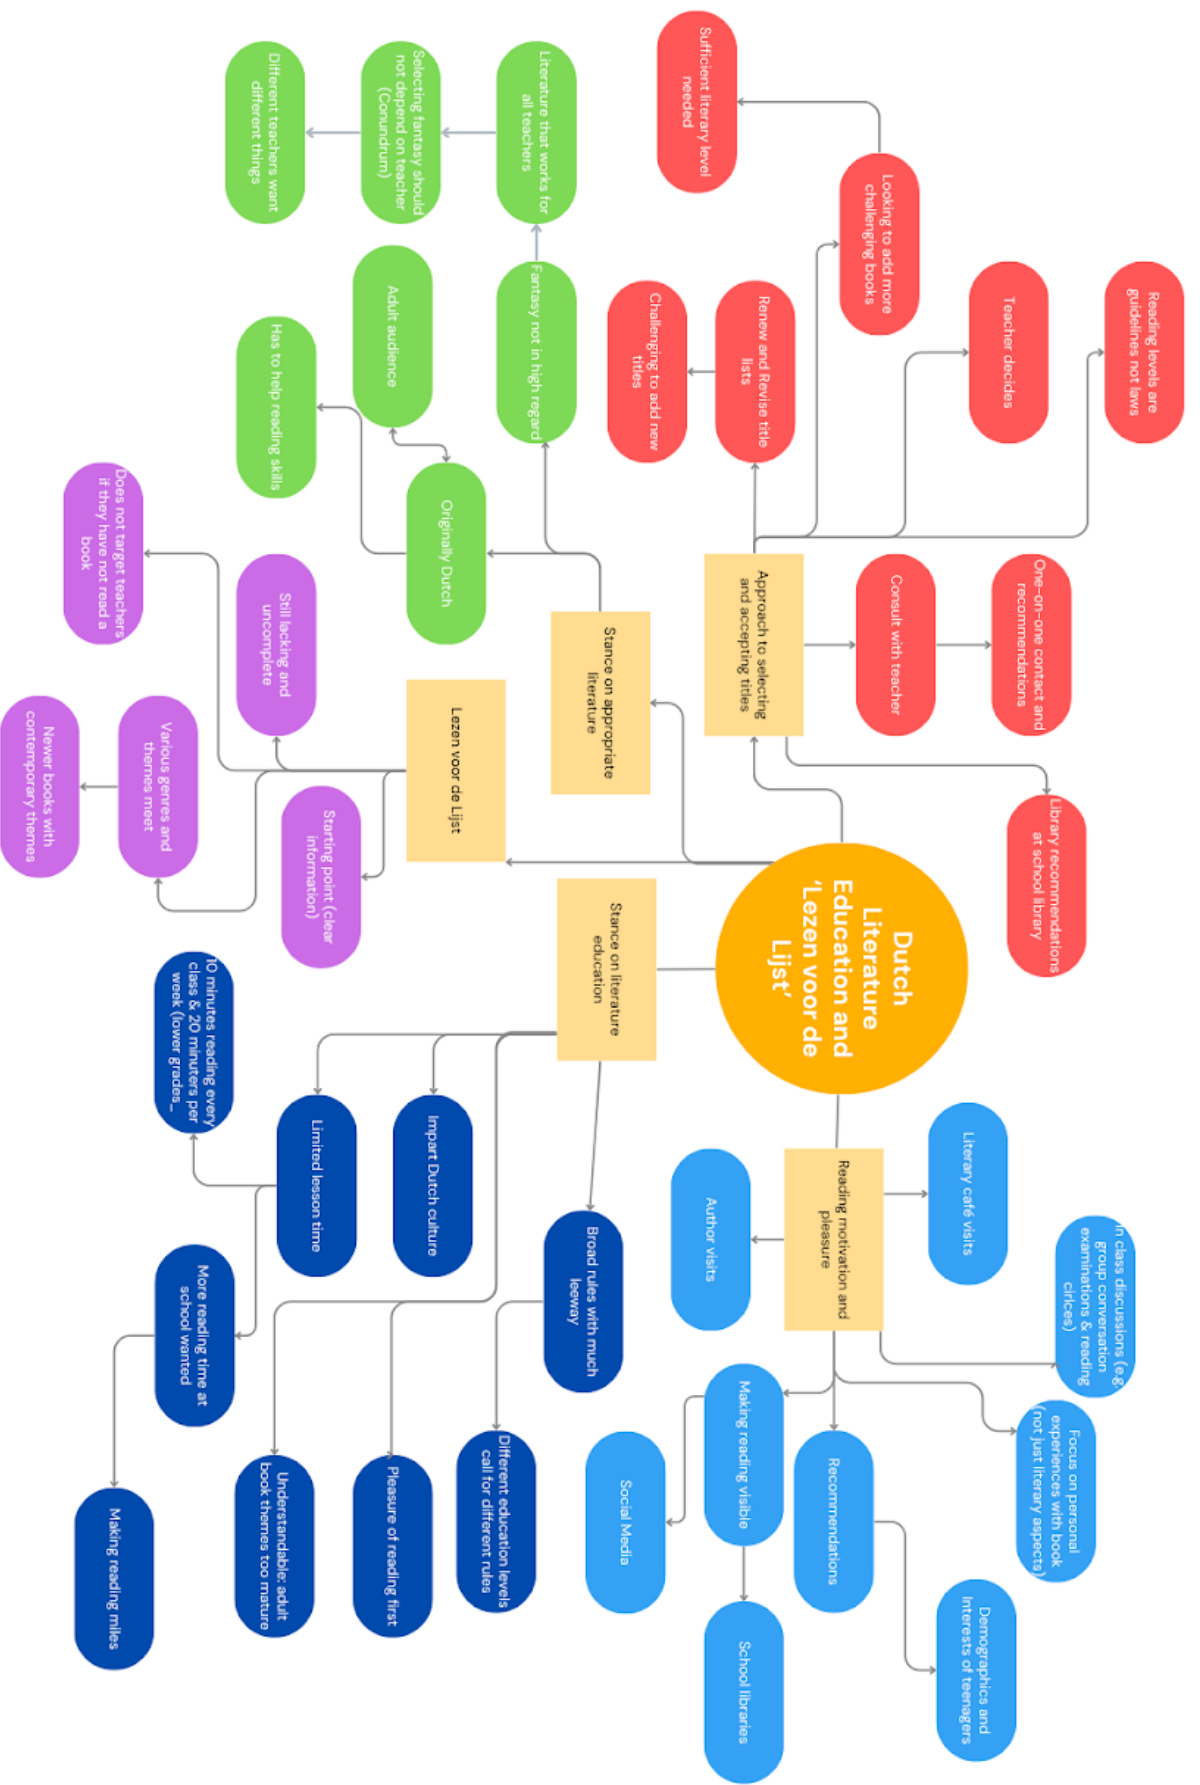 Dutch
Literature
Education and
‘Lezen voor de
Lijst’
Approach to selecting
and accepting titles
Reading levels are
guidelines not laws
Teacher decides
Looking to add more
challenging books
Sufficient literary level
needed
Renew and Revise title
lists
Challenging to add new
titles
Consult with teacher
One-on-one contact and
recommendations
Library recommendations
at school library
Stance on appropriate
literature
Fantasy not in high regard
Literature that works for
all teachers
Selecting fantasy should
not depend on teacher
(Conundrum)
Different teachers want
different things
Originally Dutch
Adult audience
Has to help reading skills
Lezen voor de Lijst
Does not target teachers
if they have not read a
book
Still lacking and
uncomplete
Various genres and
themes meet
Newer books with
contemporary themes
Starting point (clear
information)
Stance on literature
education
Broad rules with much
leeway
Different education levels
call for different rules
Impart Dutch culture
Pleasure of reading first
Understandable: adult
book themes too mature
Limited lesson time
10 minutes reading every
class & 20 minuters per
week (lower grades_
More reading time at
school wanted
Making reading miles
Reading motivation and
pleasure
Literary café visits
Author visits
In class discussions (e.g.
group conversation
examinations & reading
cirlces)
Focus on personal
experiences with book
(not just literary aspects)
Recommendations
Demographics and
Interests of teenagers
Making reading visible
Social Media
School libraries